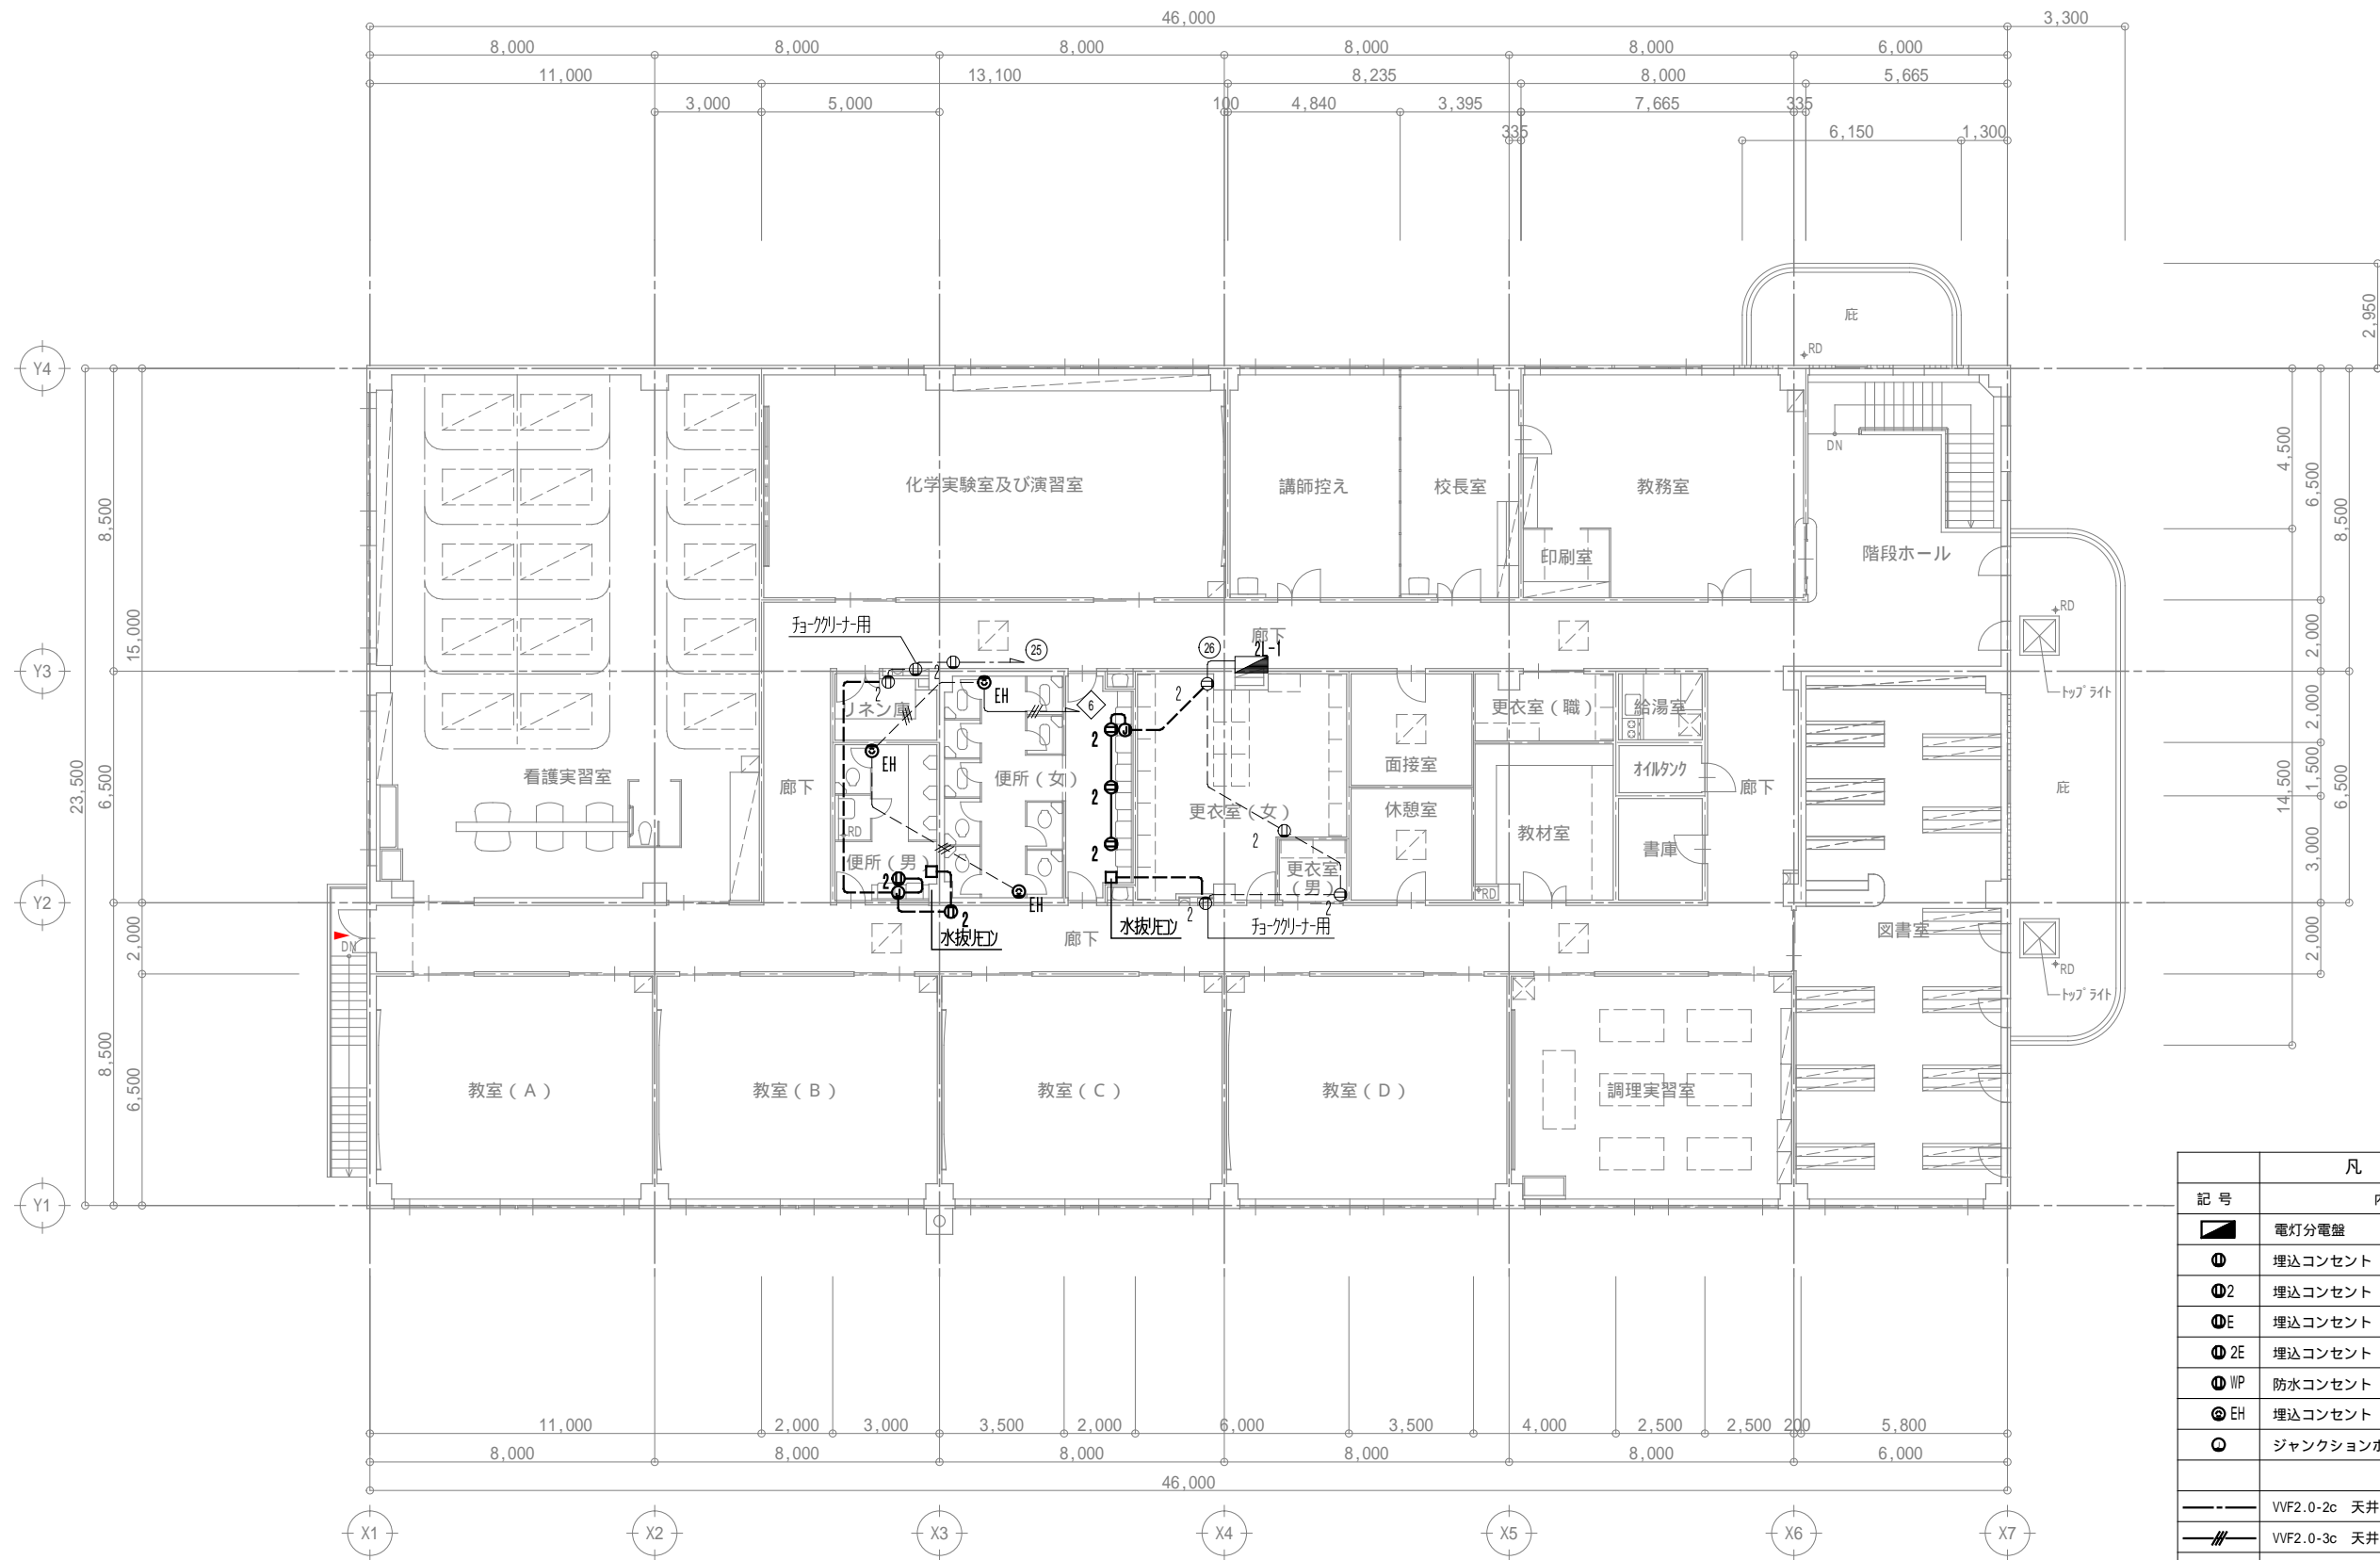 46,000
3,300
8,000
8,000
8,000
8,000
8,000
6,000
11,000
13,100
8,235
8,000
5,665
3,000
5,000
100
4,840
3,395
7,665
335
335
6,150
1,300
2,950
庇
RD
Y4
DN
4,500
6,500
8,500
8,500
化学実験室及び演習室
講師控え
校長室
教務室
印刷室
階段ホール
15,000
チョーククリーナー用
25
26
廊下
2L-1
RD
2,000
Y3
2
2
EH
リネン庫
6
2
更衣室(職)
給湯室
トップライト
2,000
2
EH
看護実習室
廊下
便所(女)
面接室
オイルタンク
廊下
庇
23,500
6,500
2
更衣室(女)
休憩室
1,500
14,500
6,500
RD
2
教材室
書庫
3,000
便所(男)
2
更衣室
(男)
2
EH
2
2
2
RD
Y2
DN
水抜リモコン
廊下
水抜リモコン
チョーククリーナー用
図書室
2,000
2,000
RD
トップライト
8,500
6,500
教室(A)
教室(B)
教室(C)
教室(D)
調理実習室
Y1
凡
記 号
電灯分電盤
埋込コンセント
2
埋込コンセント
E
埋込コンセント
2E
埋込コンセント
WP
防水コンセント
EH
埋込コンセント
VVF2.0-2c 天井
VVF2.0-3c 天井
11,000
2,000
3,000
3,500
2,000
6,000
3,500
4,000
2,500
2,500
200
5,800
8,000
8,000
8,000
8,000
8,000
6,000
46,000
X1
X2
X3
X4
X5
X6
X7